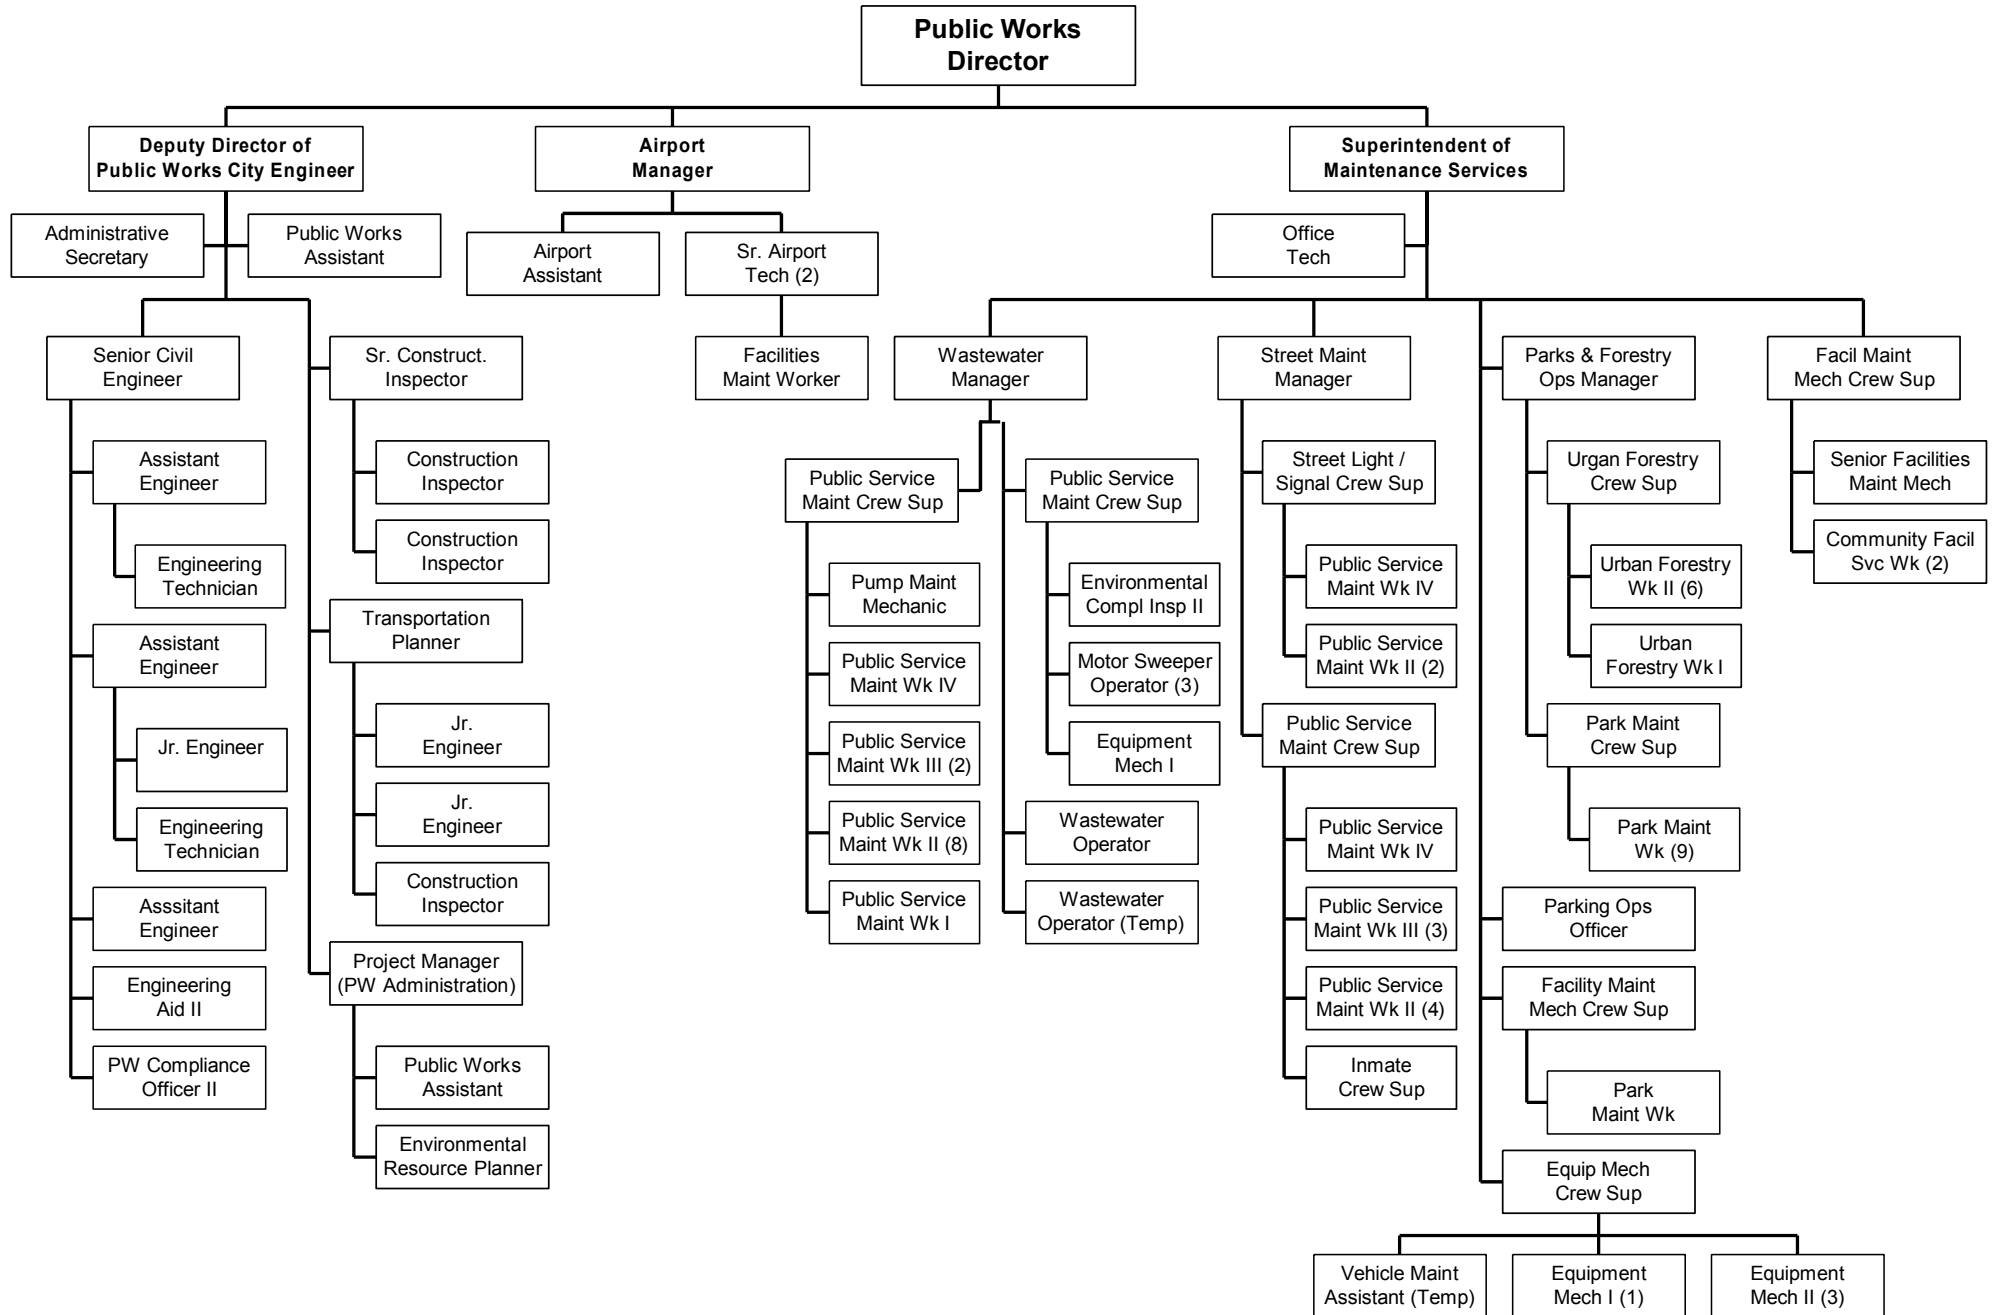 Public Works
Director
Deputy Director of
Public Works City Engineer
Airport
Manager
Superintendent of
Maintenance Services
Administrative
Secretary
Public Works
Assistant
Airport
Assistant
Sr. Airport
Tech (2)
Office
Tech
Senior Civil
Engineer
Sr. Construct.
Inspector
Facilities
Maint Worker
Wastewater
Manager
Street Maint
Manager
Parks & Forestry
Ops Manager
Facil Maint
Mech Crew Sup
Assistant
Engineer
Engineering
Technician
Assistant
Engineer
Jr. Engineer
Engineering
Technician
Asssitant
Engineer
Engineering
Aid II
PW Compliance
Officer II
Construction
Inspector
Construction
Inspector
Transportation
Planner
Jr.
Engineer
Jr.
Engineer
Construction
Inspector
Project Manager
(PW Administration)
Public Works
Assistant
Environmental
Resource Planner
Public Service
Maint Crew Sup
Pump Maint
Mechanic
Public Service
Maint Wk IV
Public Service
Maint Wk III (2)
Public Service
Maint Wk II (8)
Public Service
Maint Wk I
Public Service
Maint Crew Sup
Environmental
Compl Insp II
Motor Sweeper
Operator (3)
Equipment
Mech I
Wastewater
Operator
Wastewater
Operator (Temp)
Street Light /
Signal Crew Sup
Public Service
Maint Wk IV
Public Service
Maint Wk II (2)
Public Service
Maint Crew Sup
Public Service
Maint Wk IV
Public Service
Maint Wk III (3)
Public Service
Maint Wk II (4)
Inmate
Crew Sup
Urgan Forestry
Crew Sup
Urban Forestry
Wk II (6)
Urban
Forestry Wk I
Park Maint
Crew Sup
Park Maint
Wk (9)
Parking Ops
Officer
Facility Maint
Mech Crew Sup
Park
Maint Wk
Equip Mech
Crew Sup
Vehicle Maint
Assistant (Temp)
Equipment
Mech I (1)
Equipment
Mech II (3)
Senior Facilities
Maint Mech
Community Facil
Svc Wk (2)